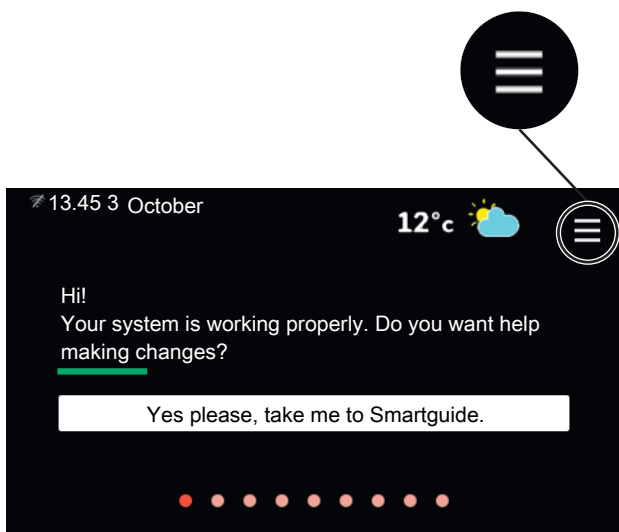 13.45 3 October
12°c
Hi!
Your system is working properly. Do you want help
making changes?
Yes please, take me to Smartguide.